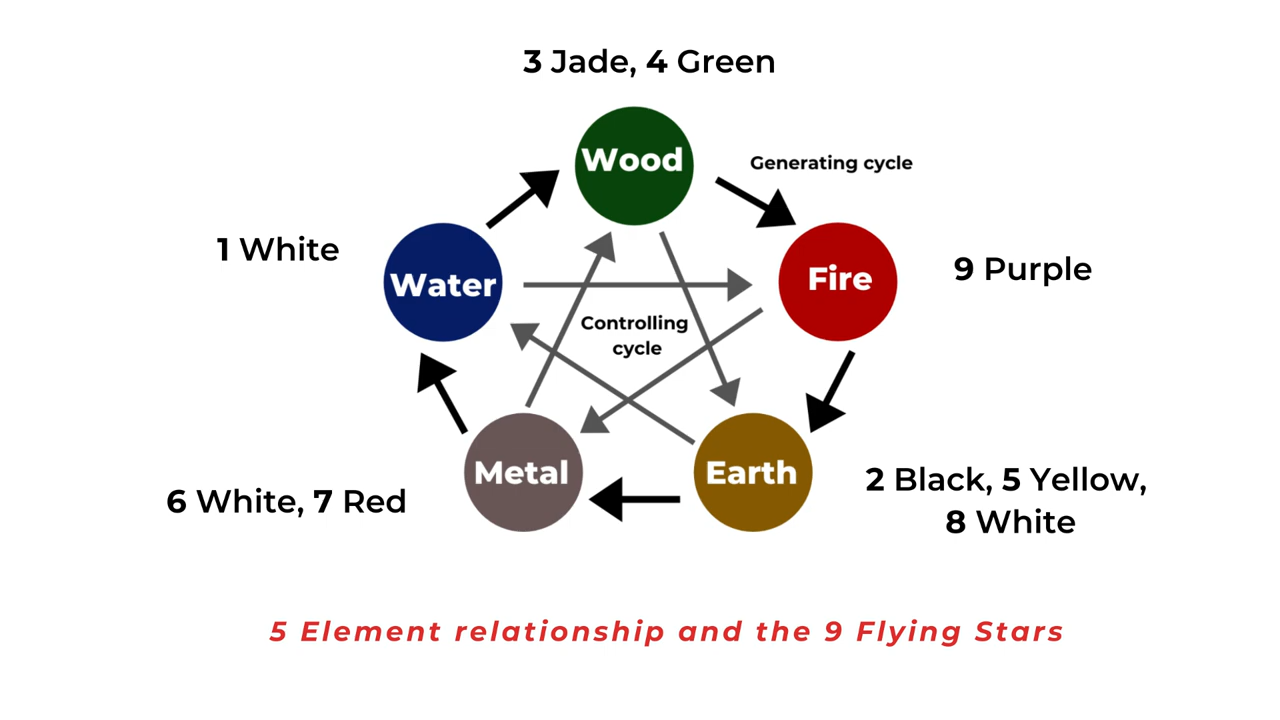 3 Jade, 4 Green
Wood
Generating cycle
1 White
Water
Fire
9 Purple
Controlling
cycle
Metal
Earth
6 White, 7 Red
2 Black, 5 Yellow,
8 White
5 Element relationship and the 9 Flying Stars